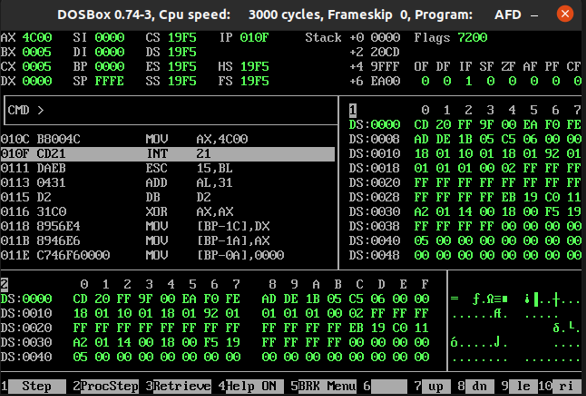 DOSBox 0.74-3, Cpu speed: 3000 cycles, Frameskip 0, Program: AFD
AX 4C00 SI 0000 CS 19F5 IP 010F Stack +0 0000 Flags 7200
BX 0005 DI 0000 DS 19F5 +2 20CD
CX 0005 BP 0000 ES 19F5 HS 19F5 +4 9FFF OF DF IF SF ZF AF PF CF
DX 0000 SP FFFE SS 19F5 FS 19F5 +6 EA00 0 0 1 0 0 0 0 0
CMD >
1 0 1 2 3 4 5 6 7
DS:0000 CD 20 FF 9F 00 EA F0 FE
DS:0008 AD DE 1B 05 C5 06 00 00
DS:0010 18 01 10 01 18 01 92 01
DS:0018 01 01 01 00 02 FF FF FF
DS:0020 FF FF FF FF FF FF FF FF
DS:0028 FF FF FF FF EB 19 C0 11
DS:0030 A2 01 14 00 18 00 F5 19
DS:0038 FF FF FF FF 00 00 00 00
DS:0040 05 00 00 00 00 00 00 00
DS:0048 00 00 00 00 00 00 00 00
010C B8004C MOV AX,4C00
010F CD21 INT 21
0111 DAEB ESC 15,BL
0113 0431 ADD AL,31
0115 D2 DB D2
0116 31C0 XOR AX,AX
0118 8956E4 MOV [BP-1C],DX
011B 8946E6 MOV [BP-1A],AX
011E C746F60000 MOV [BP-0A],0000
2 0 1 2 3 4 5 6 7 8 9 A B C D E F
DS:0000 CD 20 FF 9F 00 EA F0 FE AD DE 1B 05 C5 06 00 00
DS:0010 18 01 10 01 18 01 92 01 01 01 01 00 02 FF FF FF
DS:0020 FF FF FF FF FF FF FF FF FF FF FF FF EB 19 C0 11
DS:0030 A2 01 14 00 18 00 F5 19 FF FF FF FF 00 00 00 00
DS:0040 05 00 00 00 00 00 00 00 00 00 00 00 00 00 00 00
1 Step 2 ProcStep 3 Retrieve 4 Help ON 5 BRK Menu 6 7 up 8 dn 9 le 10 ri